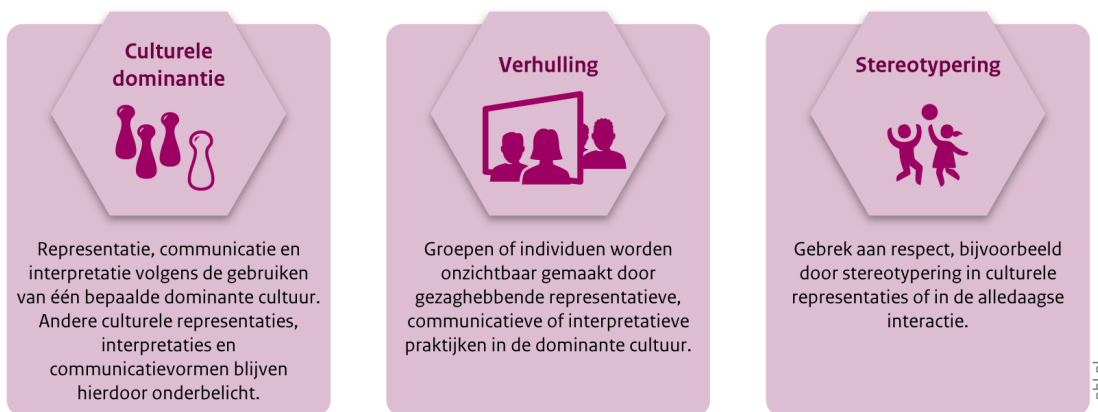 Culturele
dominantie
Representatie, communicatie en
interpretatie volgens de gebruiken
van één bepaalde dominante cultuur.
Andere culturele representaties,
interpretaties en
communicatievormen blijven
hierdoor onderbelicht.
Verhulling
Groepen of individuen worden
onzichtbaar gemaakt door
gezaghebbende representatieve,
communicatieve of interpretatieve
praktijken in de dominante cultuur.
Stereotypering
Gebrek aan respect, bijvoorbeeld
door stereotypering in culturele
representaties of in de alledaagse
interactie.